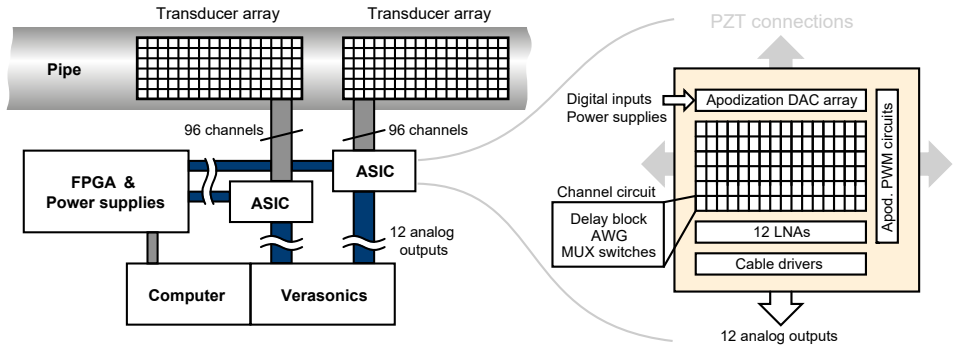 Transducer array
Transducer array
Pipe
96 channels
96 channels
FPGA &
Power supplies
ASIC
ASIC
12 analog
outputs
Computer
Verasonics
PZT connections
Digital inputs
Power supplies
Apodization DAC array
Apod. PWM circuits
Channel circuit
Delay block
AWG
MUX switches
12 LNAs
Cable drivers
12 analog outputs